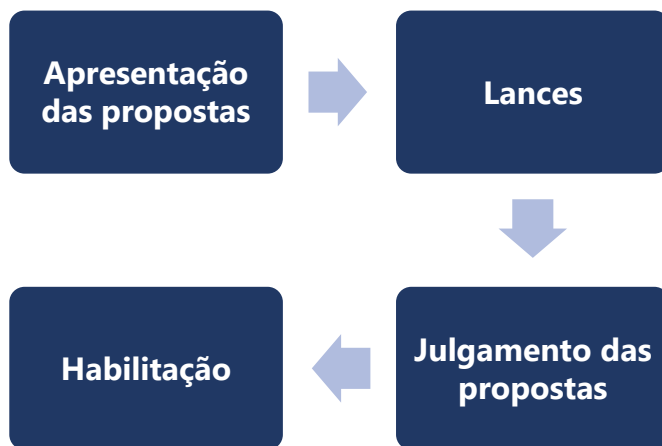 Apresentação
das propostas
Lances
Julgamento das
propostas
Habilitação